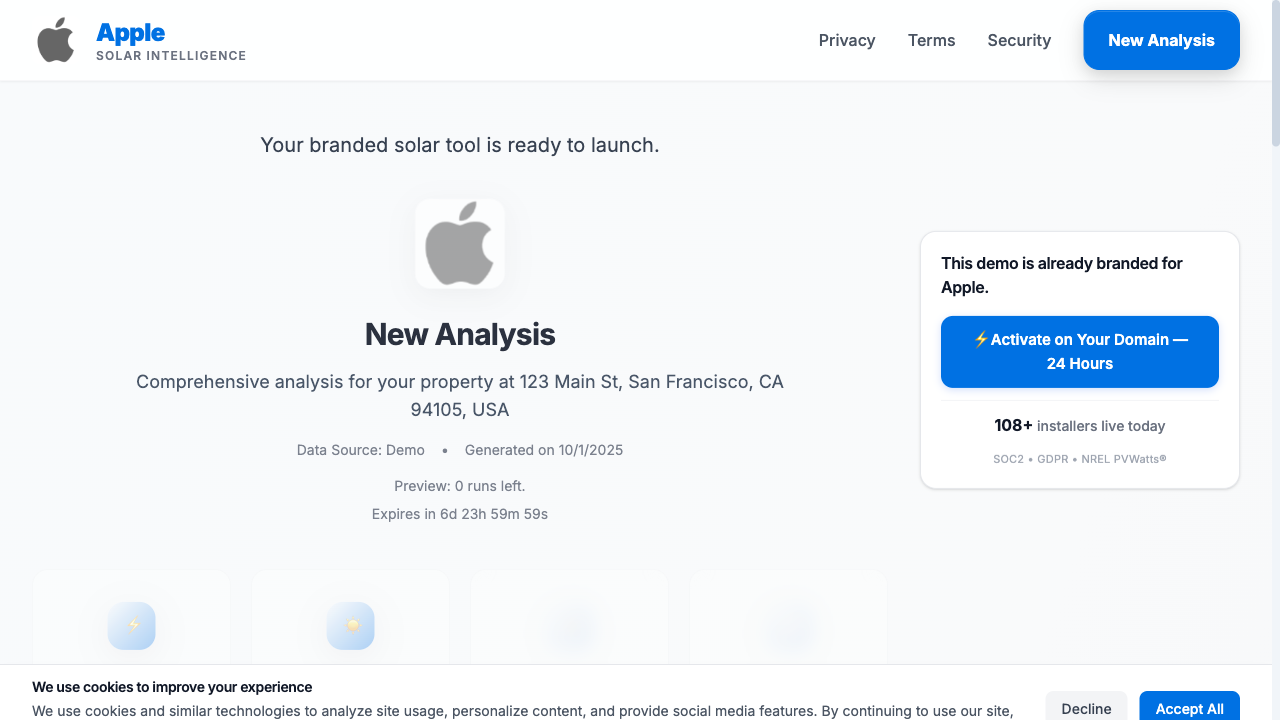 Apple
SOLAR INTELLIGENCE
Privacy
Terms
Security
New Analysis
Your branded solar tool is ready to launch.
New Analysis
Comprehensive analysis for your property at 123 Main St, San Francisco, CA
94105, USA
Data Source: Demo • Generated on 10/1/2025
Preview: 0 runs left.
Expires in 6d 23h 59m 59s
This demo is already branded for
Apple.
⚡Activate on Your Domain —
24 Hours
108+ installers live today
SOC2 • GDPR • NREL PVWatts®
We use cookies to improve your experience
We use cookies and similar technologies to analyze site usage, personalize content, and provide social media features. By continuing to use our site,
Decline
Accept All